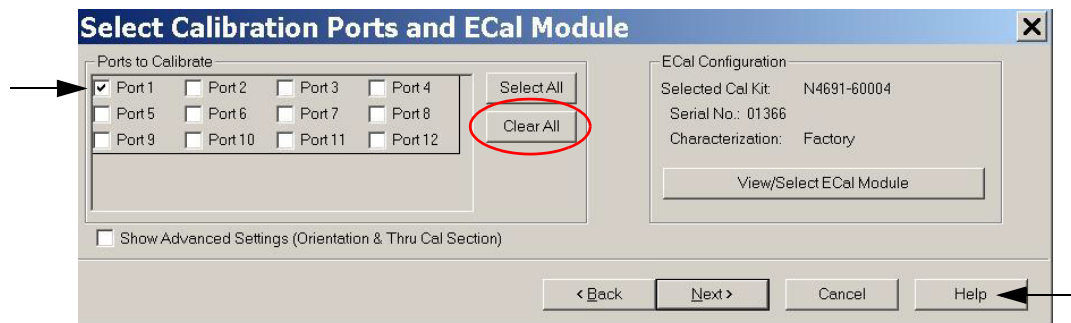 Select Calibration Ports and ECal Module
Ports to Calibrate
Port 1 Port 2 Port 3 Port 4
Port 5 Port 6 Port 7 Port 8
Port 9 Port 10 Port 11 Port 12
Select All
Clear All
Show Advanced Settings (Orientation & Thru Cal Section)
ECal Configuration
Selected Cal Kit: N4691-60004
Serial No.: 01366
Characterization: Factory
View/Select ECal Module
< Back Next > Cancel Help